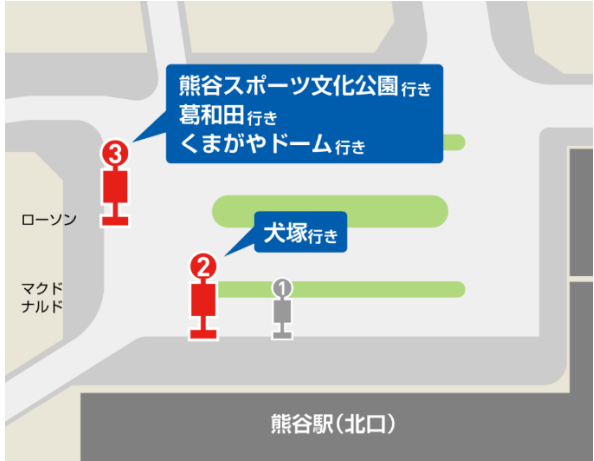 熊谷スポーツ文化公園行き
葛和田行き
くまがやドーム行き
3
ローソン
犬塚行き
2
マクド
ナルド
1
熊谷駅(北口)